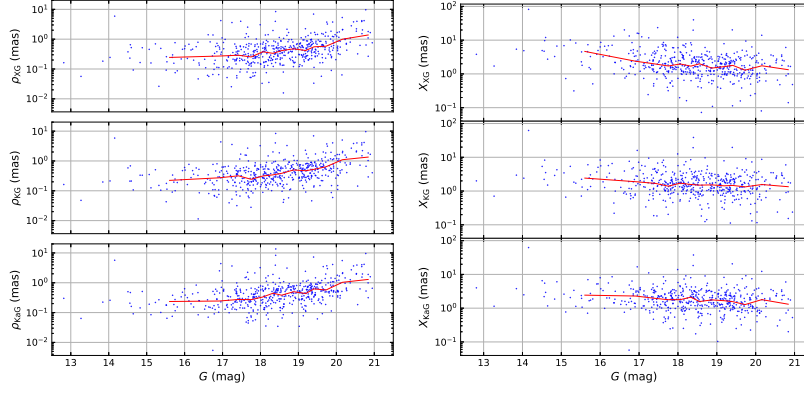 10¹
10⁰
10⁻¹
10⁻²
ρXG (mas)
10¹
10⁰
10⁻¹
10⁻²
ρKG (mas)
10¹
10⁰
10⁻¹
10⁻²
ρKaG (mas)
13 14 15 16 17 18 19 20 21
G (mag)
10²
10¹
10⁰
10⁻¹
XXG (mas)
10²
10¹
10⁰
10⁻¹
XKG (mas)
10²
10¹
10⁰
10⁻¹
XKaG (mas)
13 14 15 16 17 18 19 20 21
G (mag)